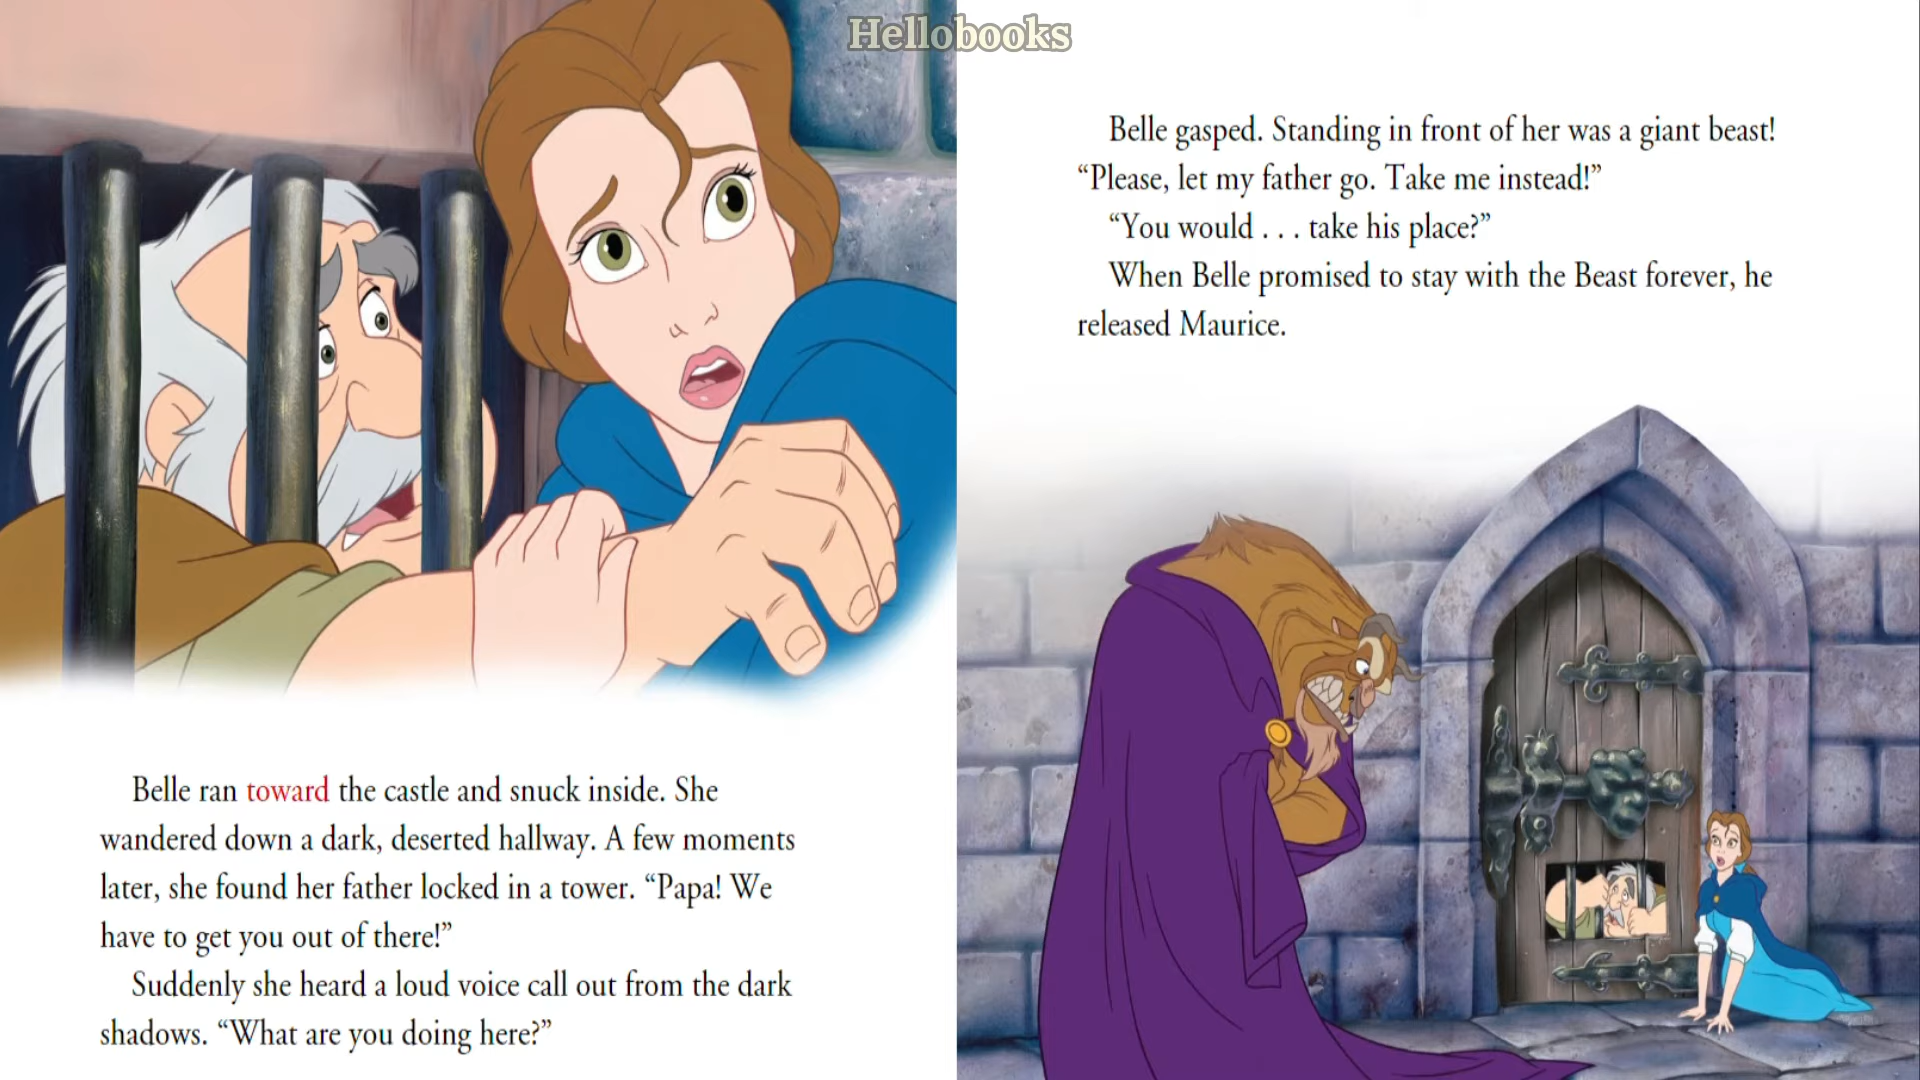 Hellobooks
Belle ran toward the castle and snuck inside. She
wandered down a dark, deserted hallway. A few moments
later, she found her father locked in a tower. “Papa! We
have to get you out of there!”
Suddenly she heard a loud voice call out from the dark
shadows. “What are you doing here?”
Belle gasped. Standing in front of her was a giant beast!
“Please, let my father go. Take me instead!”
“You would . . . take his place?”
When Belle promised to stay with the Beast forever, he
released Maurice.